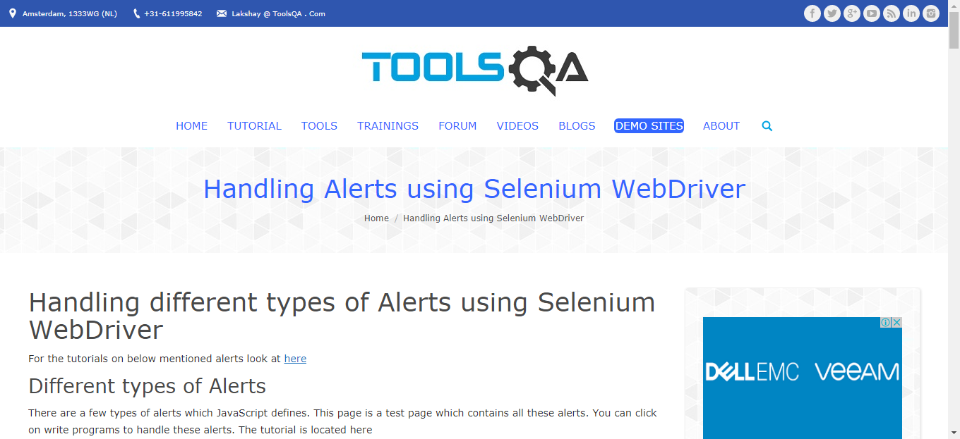 Amsterdam, 1333WG (NL) +31-611995842 Lakshay @ ToolsQA . Com
TOOLSQA
HOME TUTORIAL TOOLS TRAININGS FORUM VIDEOS BLOGS DEMO SITES ABOUT
Handling Alerts using Selenium WebDriver
Home / Handling Alerts using Selenium WebDriver
Handling different types of Alerts using Selenium
WebDriver
For the tutorials on below mentioned alerts look at here
Different types of Alerts
There are a few types of alerts which JavaScript defines. This page is a test page which contains all these alerts. You can click
on write programs to handle these alerts. The tutorial is located here
DELLEMC VEEAM